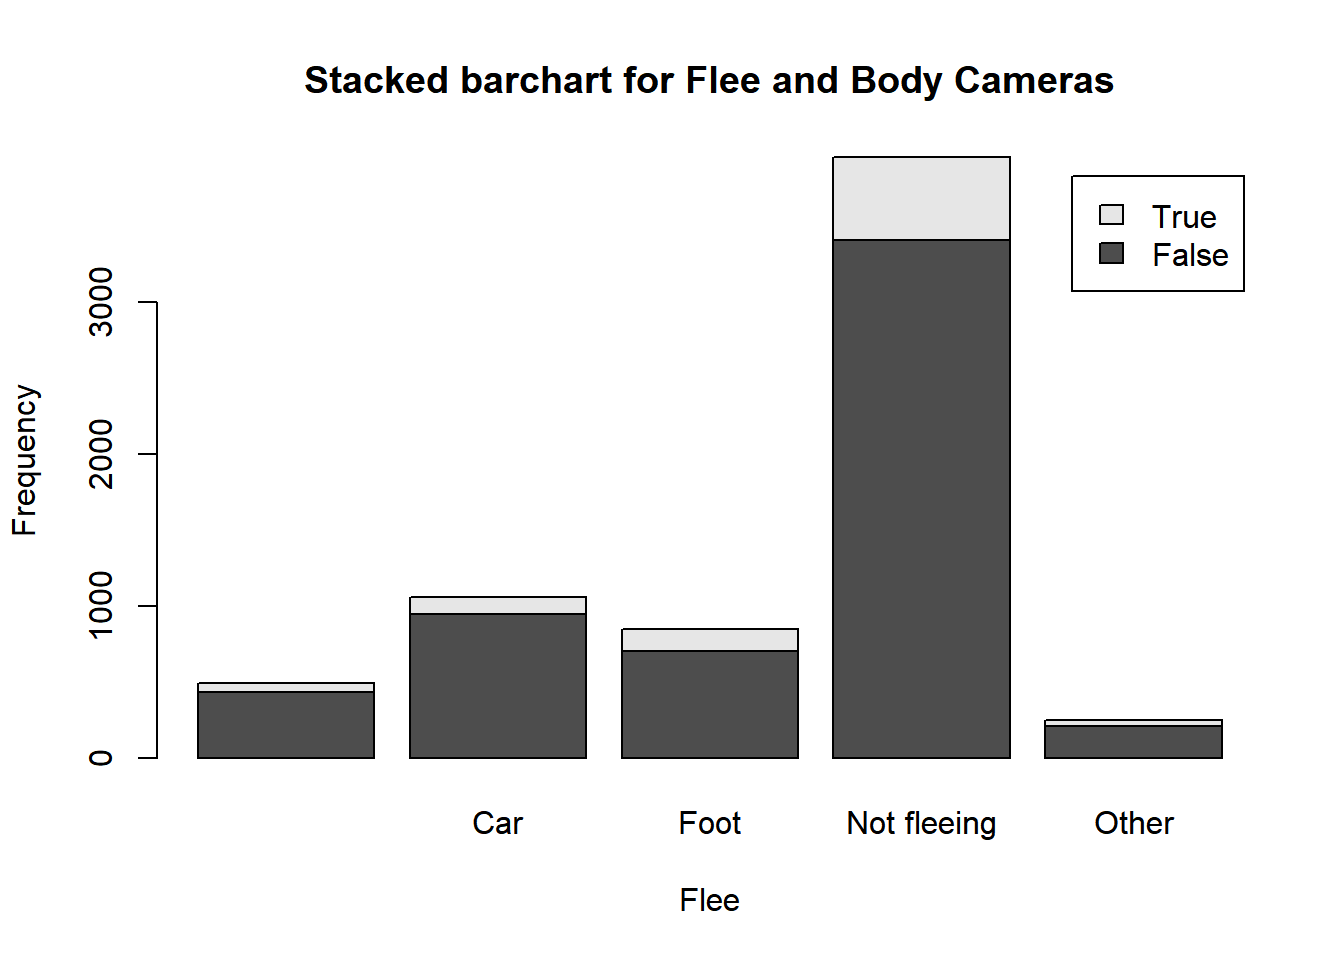 Stacked barchart for Flee and Body Cameras
True
False
3000
2000
1000
0
Frequency
Car
Foot
Not fleeing
Other
Flee